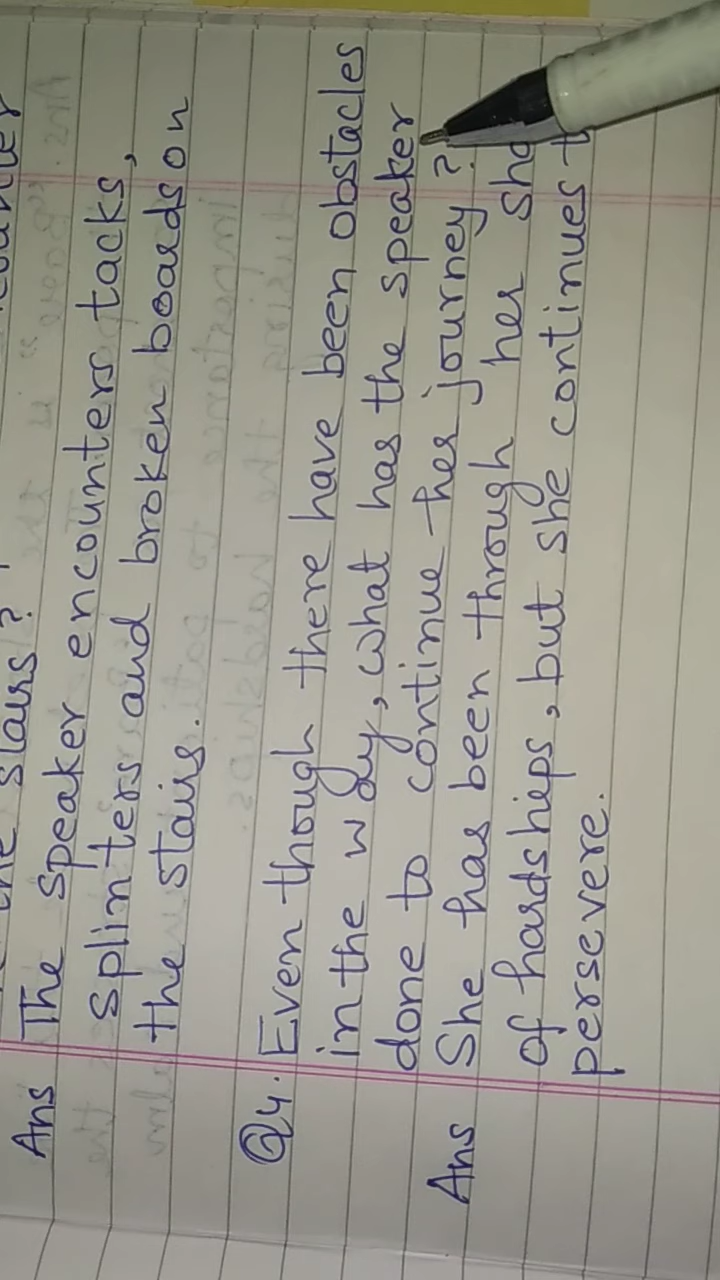 the stairs?
Ans The speaker encounters tacks,
splinters and broken boards on
the stairs.
Q4. Even though there have been obstacles
in the way, what has the speaker
done to continue her journey?
Ans She has been through her
of hardships, but she continues
persevere.